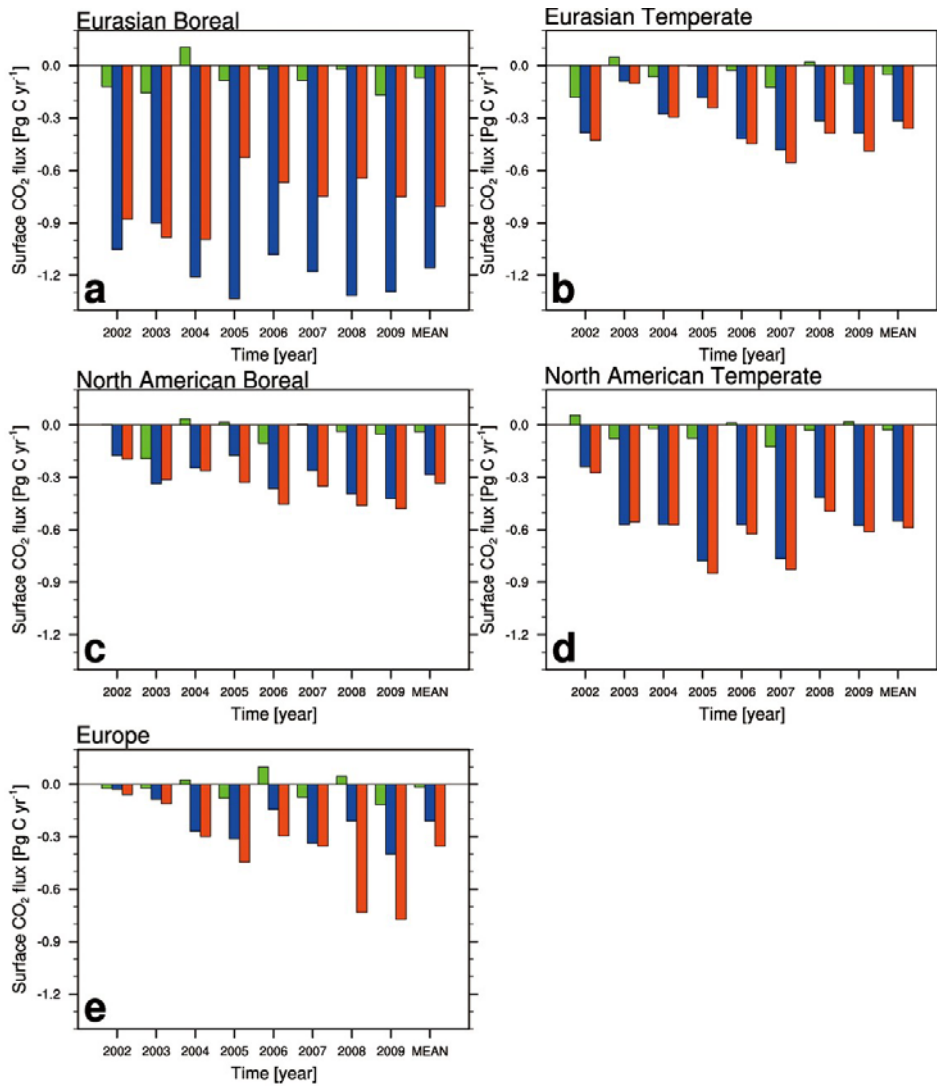 Eurasian Boreal
Surface CO₂ flux [Pg C yr⁻¹]
0.0
-0.3
-0.6
-0.9
-1.2
a
2002 2003 2004 2005 2006 2007 2008 2009 MEAN
Time [year]
Eurasian Temperate
Surface CO₂ flux [Pg C yr⁻¹]
0.0
-0.3
-0.6
-0.9
-1.2
b
2002 2003 2004 2005 2006 2007 2008 2009 MEAN
Time [year]
North American Boreal
Surface CO₂ flux [Pg C yr⁻¹]
0.0
-0.3
-0.6
-0.9
-1.2
c
2002 2003 2004 2005 2006 2007 2008 2009 MEAN
Time [year]
North American Temperate
Surface CO₂ flux [Pg C yr⁻¹]
0.0
-0.3
-0.6
-0.9
-1.2
d
2002 2003 2004 2005 2006 2007 2008 2009 MEAN
Time [year]
Europe
Surface CO₂ flux [Pg C yr⁻¹]
0.0
-0.3
-0.6
-0.9
-1.2
e
2002 2003 2004 2005 2006 2007 2008 2009 MEAN
Time [year]